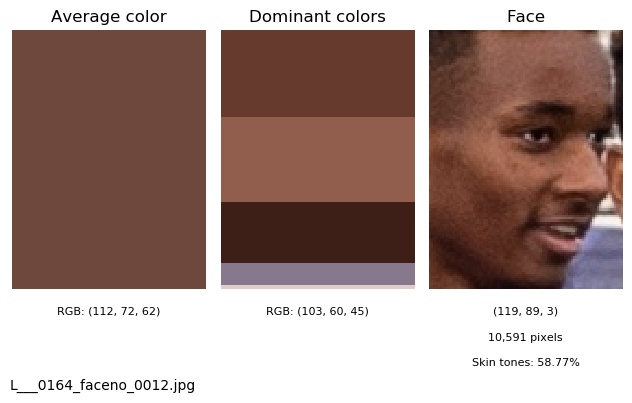 Average color
Dominant colors
Face
RGB: (112, 72, 62)
RGB: (103, 60, 45)
(119, 89, 3)
10,591 pixels
Skin tones: 58.77%
L___0164_faceno_0012.jpg